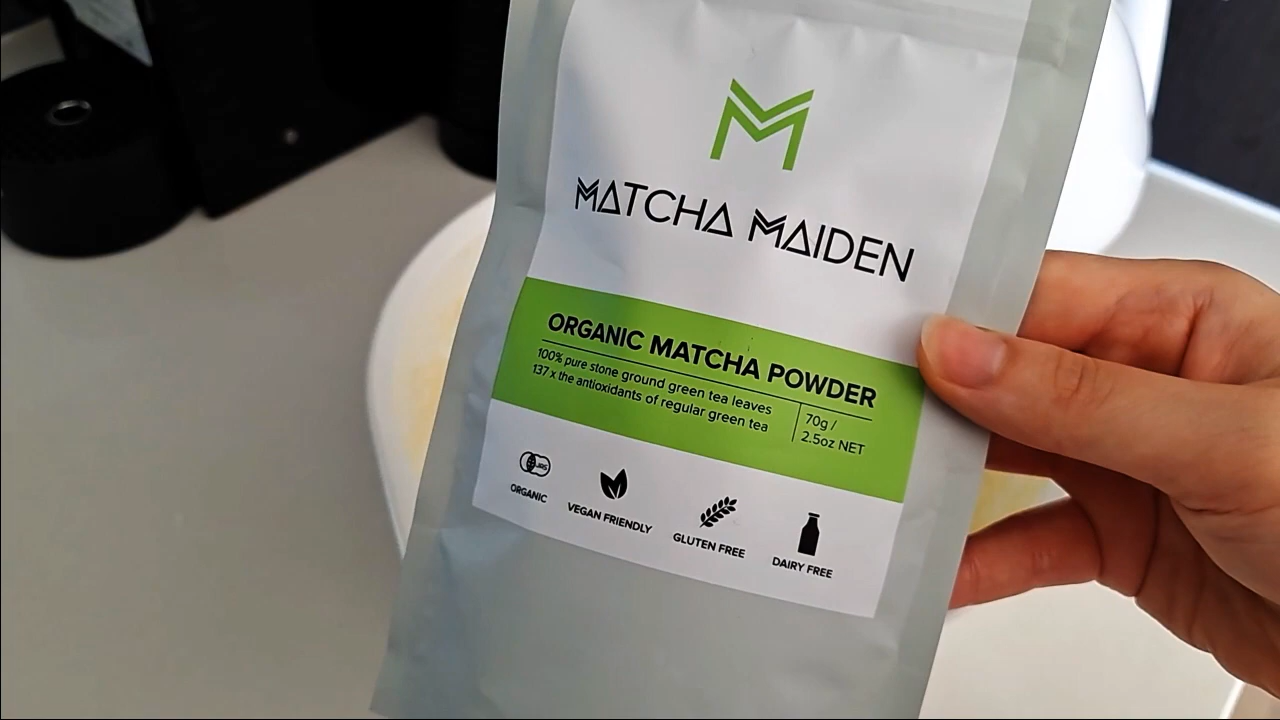 MATCHA MAIDEN
ORGANIC MATCHA POWDER
100% pure stone ground green tea leaves
137 x the antioxidants of regular green tea
70g /
2.5oz NET
JAS
ORGANIC
VEGAN FRIENDLY
GLUTEN FREE
DAIRY FREE